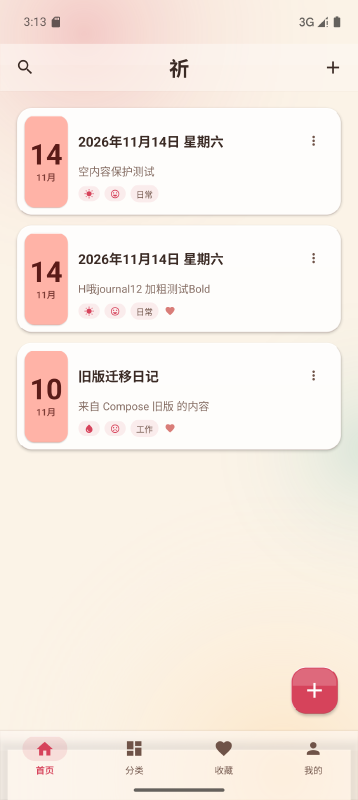 3:13
3G
祈
14
11月
2026年11月14日 星期六
空内容保护测试
日常
14
11月
2026年11月14日 星期六
H哦journal12 加粗测试Bold
日常
10
11月
旧版迁移日记
来自 Compose 旧版 的内容
工作
首页
分类
收藏
我的